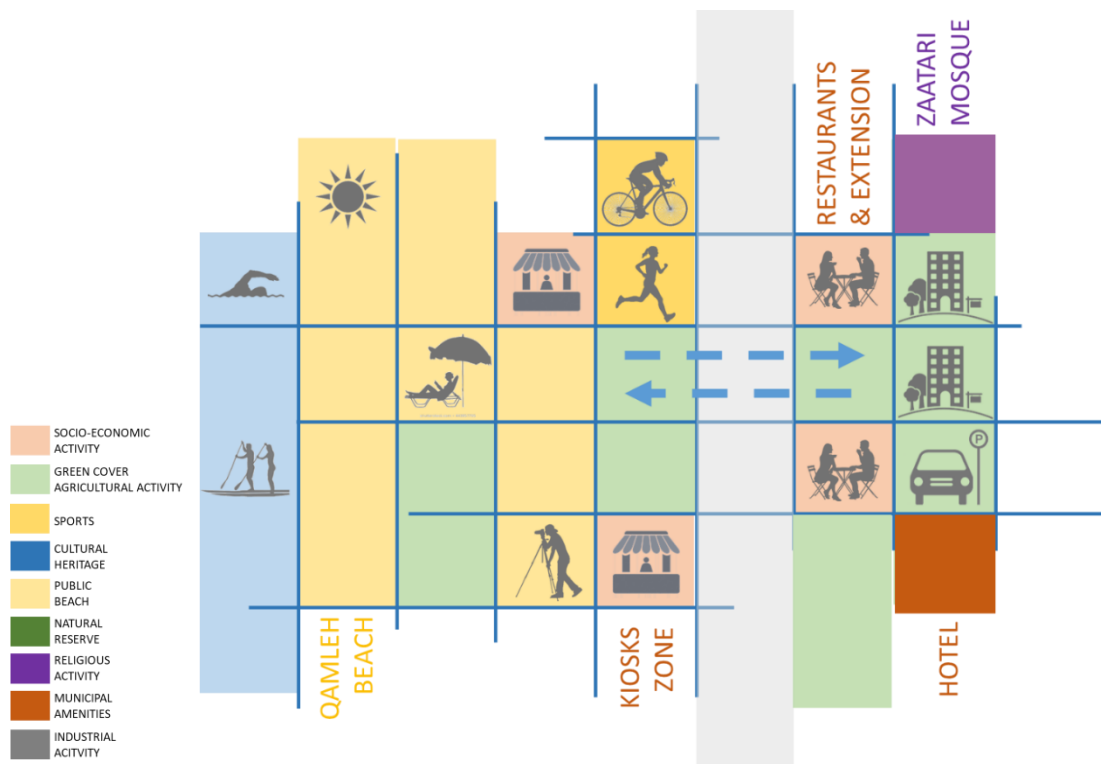 RESTAURANTS
& EXTENSION
ZAATARI
MOSQUE
P
SOCIO-ECONOMIC
ACTIVITY
GREEN COVER
AGRICULTURAL ACTIVITY
SPORTS
CULTURAL
HERITAGE
PUBLIC
BEACH
NATURAL
RESERVE
RELIGIOUS
ACTIVITY
MUNICIPAL
AMENITIES
INDUSTRIAL
ACITVITY
QAMLEH
BEACH
KIOSKS
ZONE
HOTEL